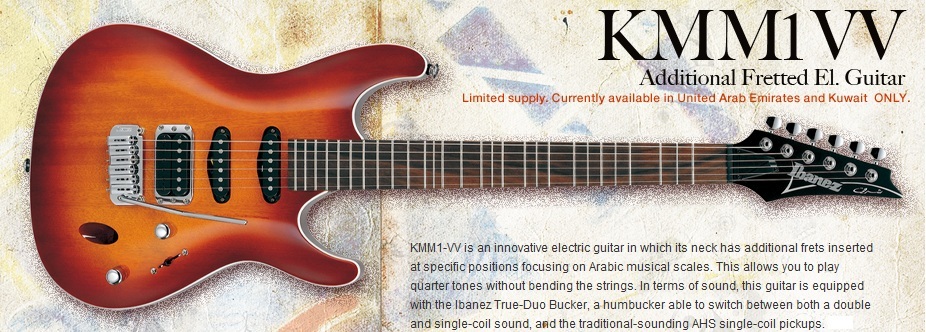 KMM1VV
Additional Fretted El. Guitar
Limited supply. Currently available in United Arab Emirates and Kuwait ONLY.
Ibanez
KMM1-VV is an innovative electric guitar in which its neck has additional frets inserted
at specific positions focusing on Arabic musical scales. This allows you to play
quarter tones without bending the strings. In terms of sound, this guitar is equipped
with the Ibanez True-Duo Bucker, a humbucker able to switch between both a double
and single-coil sound, and the traditional-sounding AHS single-coil pickups.